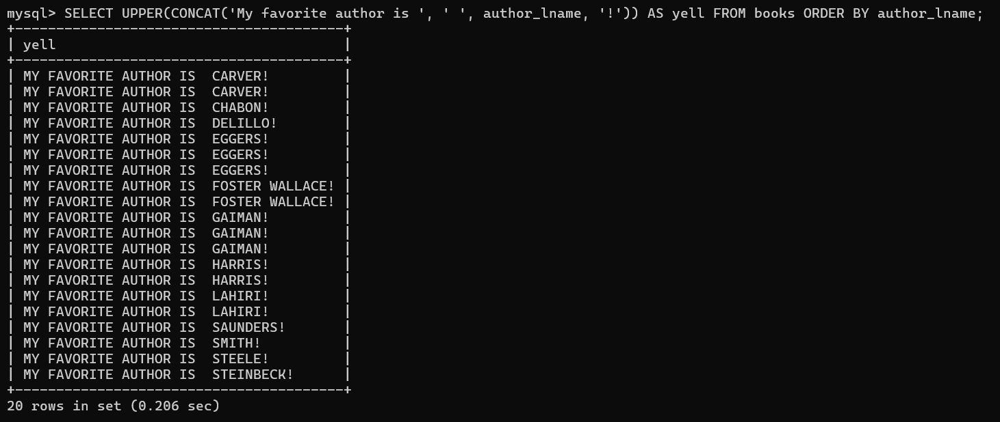 mysql> SELECT UPPER(CONCAT('My favorite author is ', ' ', author_lname, '!')) AS yell FROM books ORDER BY author_lname;
+----------------------------------------+
| yell                                   |
+----------------------------------------+
| MY FAVORITE AUTHOR IS  CARVER!         |
| MY FAVORITE AUTHOR IS  CARVER!         |
| MY FAVORITE AUTHOR IS  CHABON!         |
| MY FAVORITE AUTHOR IS  DELILLO!        |
| MY FAVORITE AUTHOR IS  EGGERS!         |
| MY FAVORITE AUTHOR IS  EGGERS!         |
| MY FAVORITE AUTHOR IS  EGGERS!         |
| MY FAVORITE AUTHOR IS  FOSTER WALLACE! |
| MY FAVORITE AUTHOR IS  FOSTER WALLACE! |
| MY FAVORITE AUTHOR IS  GAIMAN!         |
| MY FAVORITE AUTHOR IS  GAIMAN!         |
| MY FAVORITE AUTHOR IS  GAIMAN!         |
| MY FAVORITE AUTHOR IS  HARRIS!         |
| MY FAVORITE AUTHOR IS  HARRIS!         |
| MY FAVORITE AUTHOR IS  LAHIRI!         |
| MY FAVORITE AUTHOR IS  LAHIRI!         |
| MY FAVORITE AUTHOR IS  SAUNDERS!       |
| MY FAVORITE AUTHOR IS  SMITH!          |
| MY FAVORITE AUTHOR IS  STEELE!         |
| MY FAVORITE AUTHOR IS  STEINBECK!      |
+----------------------------------------+
20 rows in set (0.206 sec)